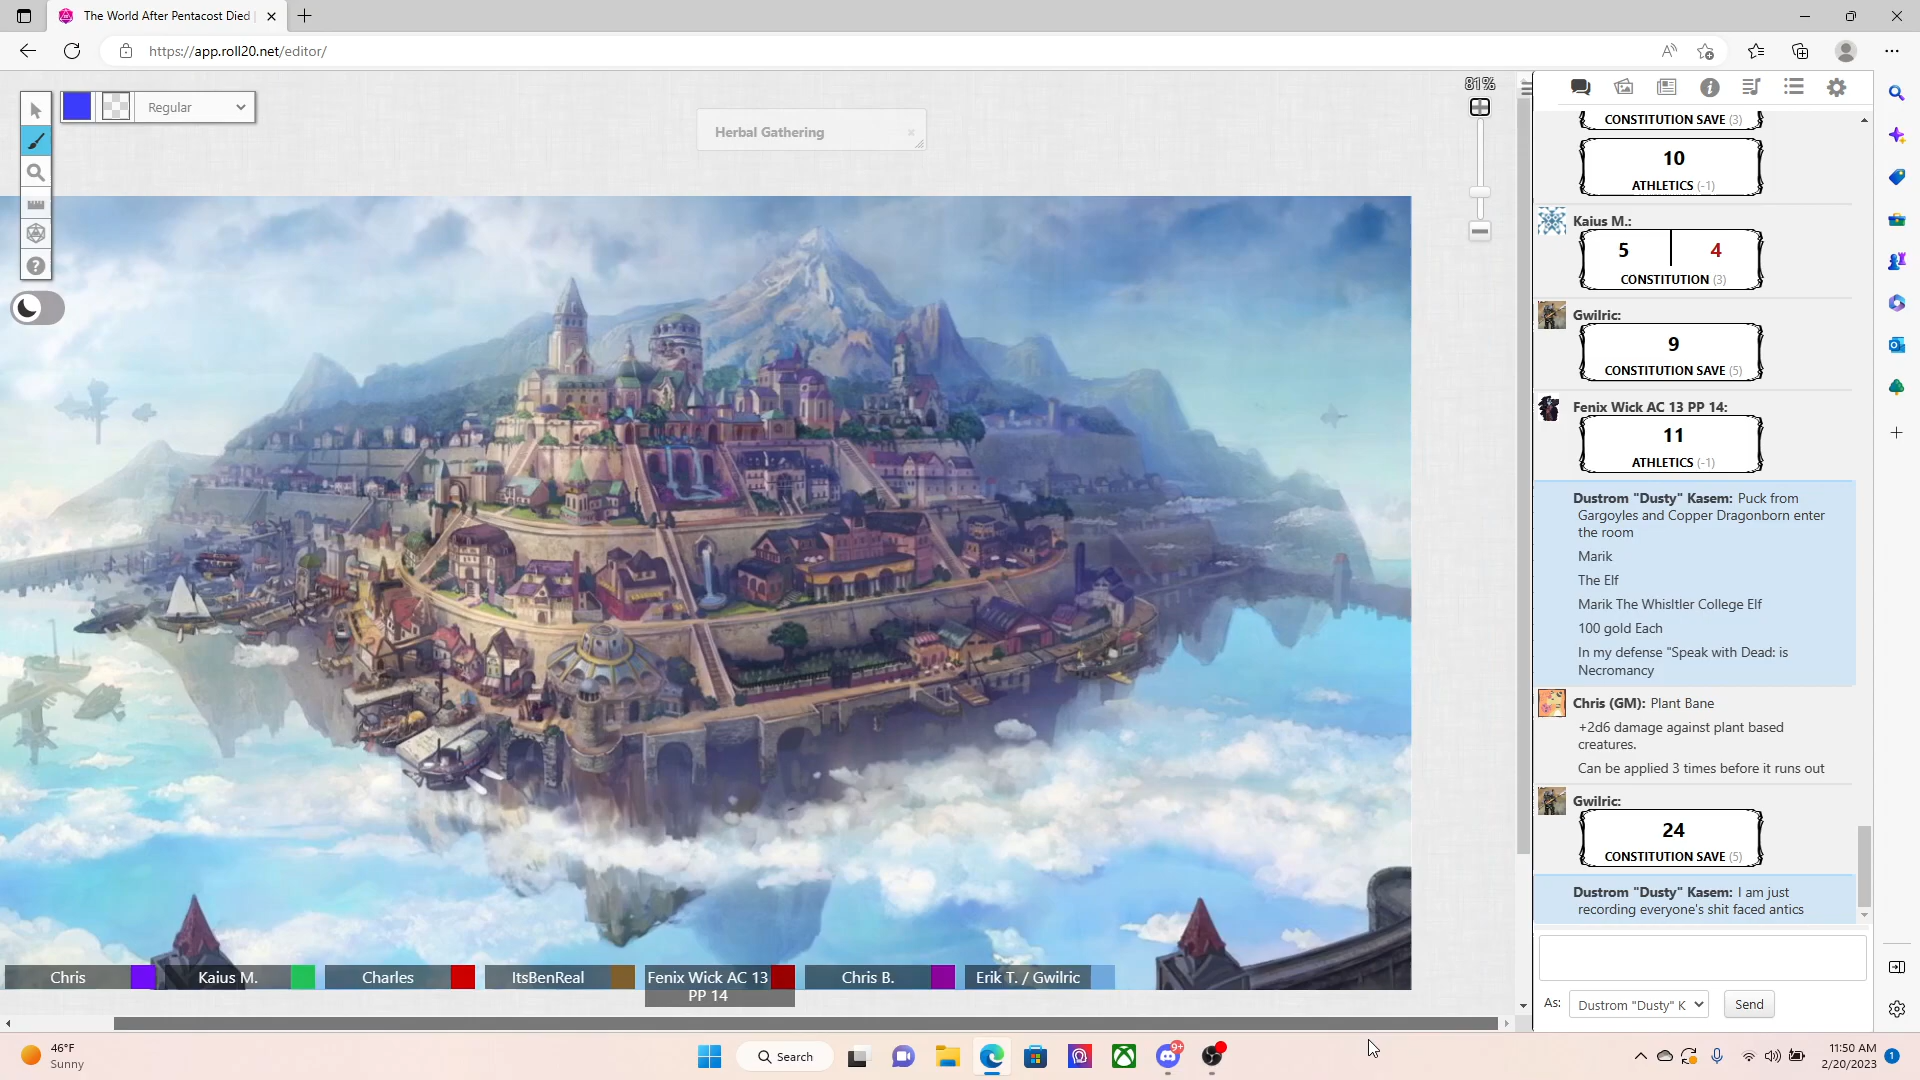 The World After Pentacost Died |
https://app.roll20.net/editor/
Regular
Herbal Gathering
81%
CONSTITUTION SAVE (3)
10
ATHLETICS (-1)
Kaius M.:
5 4
CONSTITUTION (3)
Gwilric:
9
CONSTITUTION SAVE (5)
Fenix Wick AC 13 PP 14:
11
ATHLETICS (-1)
Dustrom "Dusty" Kasem: Puck from
Gargoyles and Copper Dragonborn enter
the room
Marik
The Elf
Marik The Whisltler College Elf
100 gold Each
In my defense "Speak with Dead: is
Necromancy
Chris (GM): Plant Bane
+2d6 damage against plant based
creatures.
Can be applied 3 times before it runs out
Gwilric:
24
CONSTITUTION SAVE (5)
Dustrom "Dusty" Kasem: I am just
recording everyone's shit faced antics
As: Dustrom "Dusty" K Send
Chris
Kaius M.
Charles
ItsBenReal
Fenix Wick AC 13
PP 14
Chris B.
Erik T. / Gwilric
46°F
Sunny
Search
9+
11:50 AM
2/20/2023
1